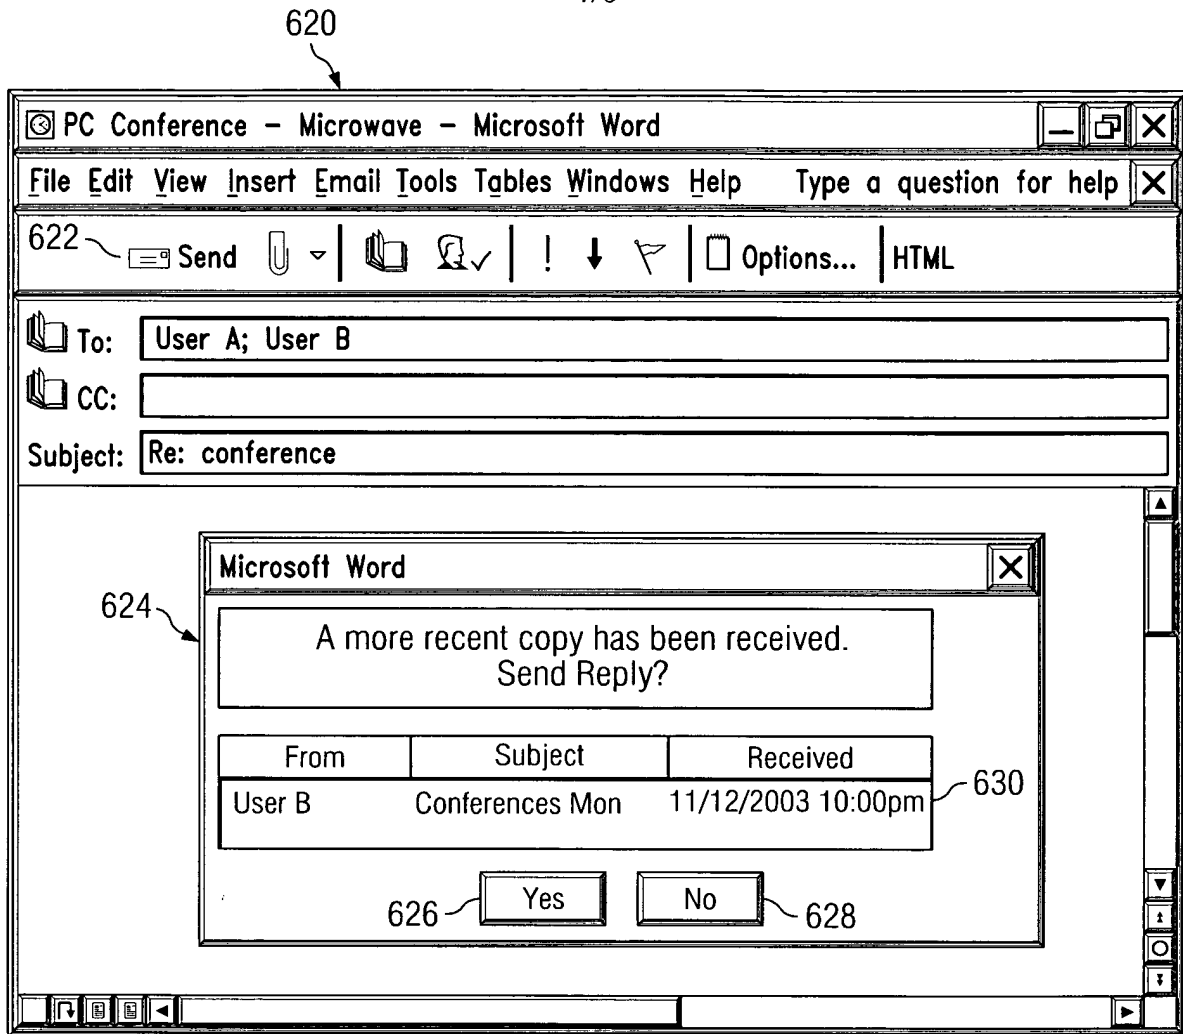 620
PC Conference – Microwave – Microsoft Word
File Edit View Insert Email Tools Tables Windows Help Type a question for help
622 Send ! Options... HTML
To: User A; User B
CC:
Subject: Re: conference
Microsoft Word
624
A more recent copy has been received.
Send Reply?
From Subject Received
User B Conferences Mon 11/12/2003 10:00pm 630
626 Yes No 628